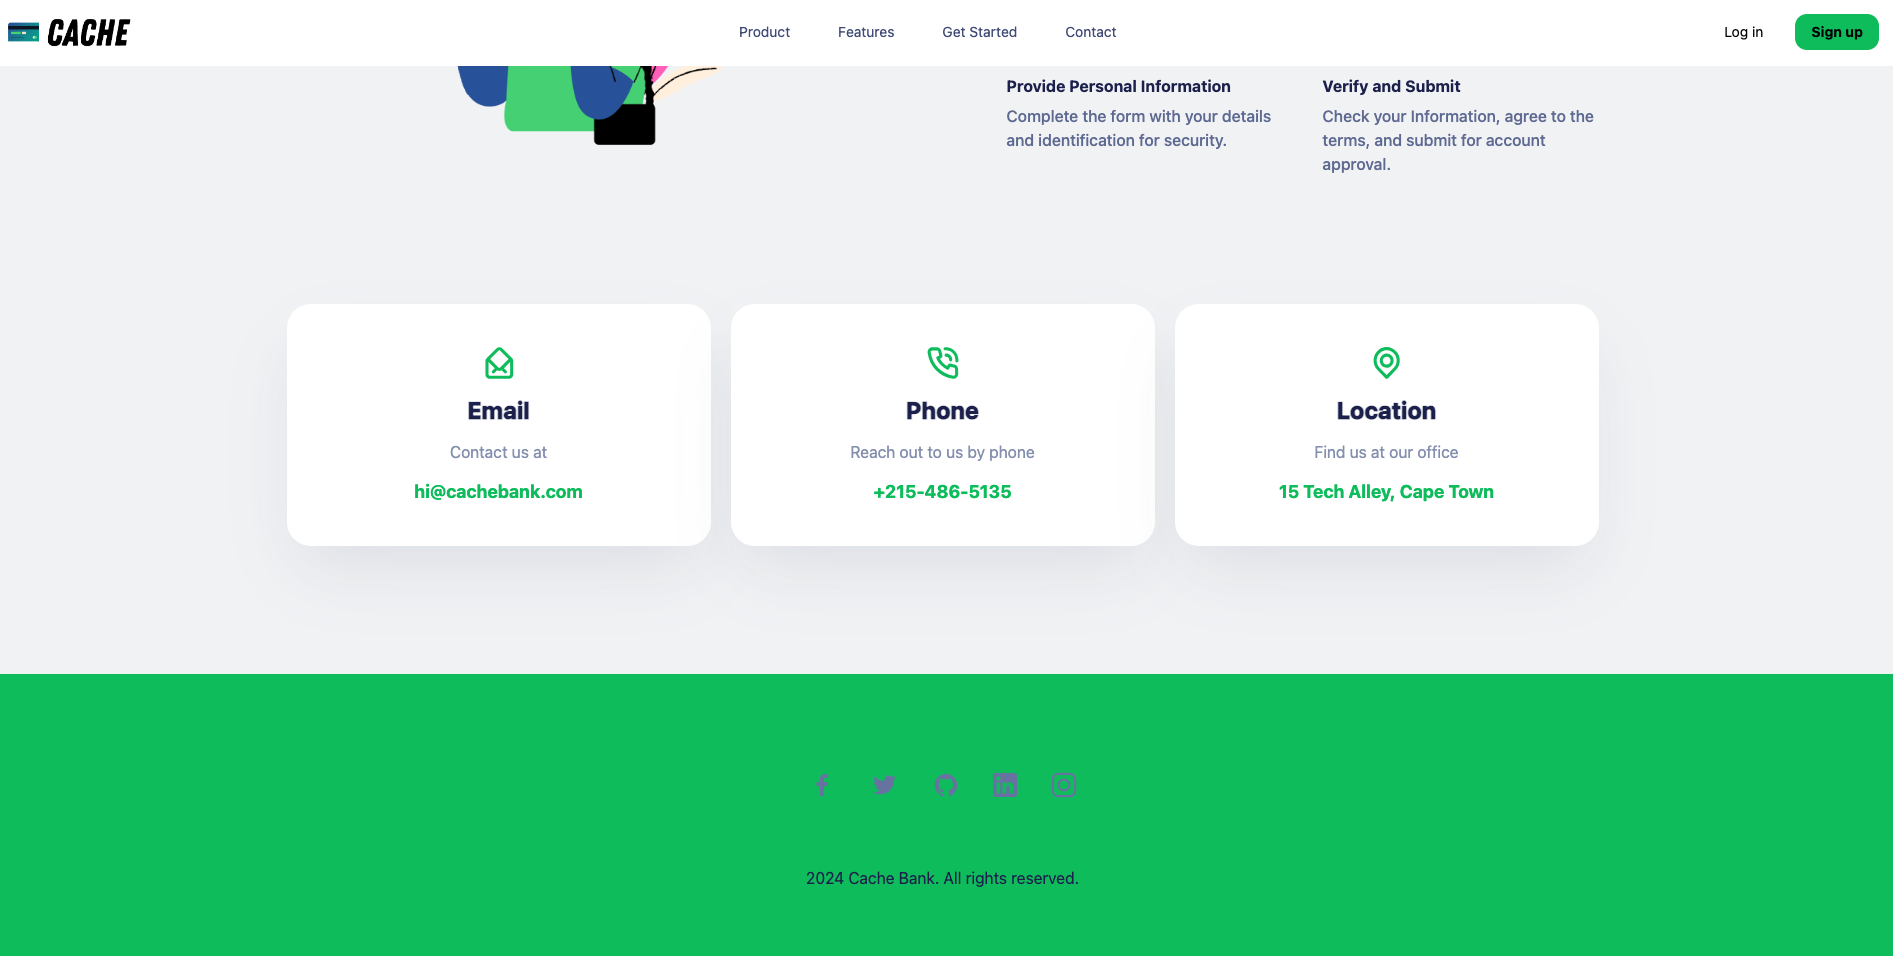 CACHE
Product
Features
Get Started
Contact
Log in
Sign up
Provide Personal Information
Complete the form with your details
and identification for security.
Verify and Submit
Check your Information, agree to the
terms, and submit for account
approval.
Email
Contact us at
hi@cachebank.com
Phone
Reach out to us by phone
+215-486-5135
Location
Find us at our office
15 Tech Alley, Cape Town
2024 Cache Bank. All rights reserved.